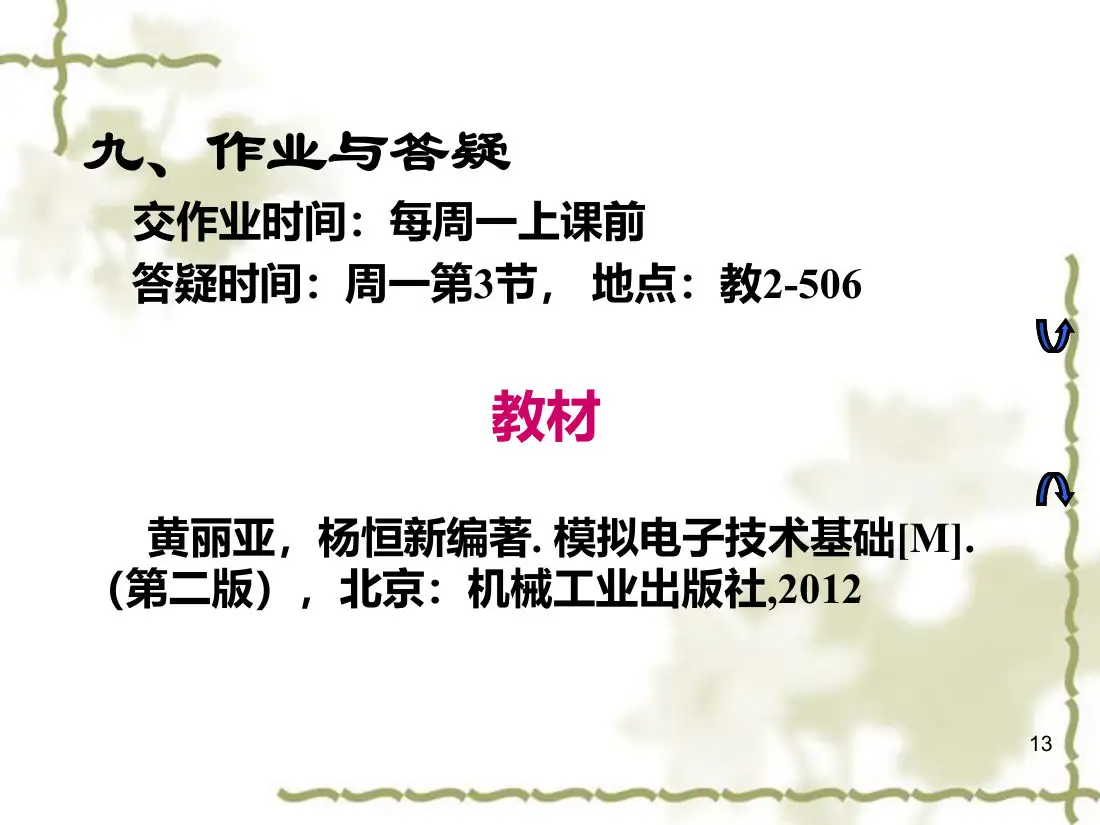 九、作业与答疑
交作业时间：每周一上课前
答疑时间：周一第3节， 地点：教2-506
教材
黄丽亚，杨恒新编著. 模拟电子技术基础[M].
（第二版），北京：机械工业出版社,2012
13